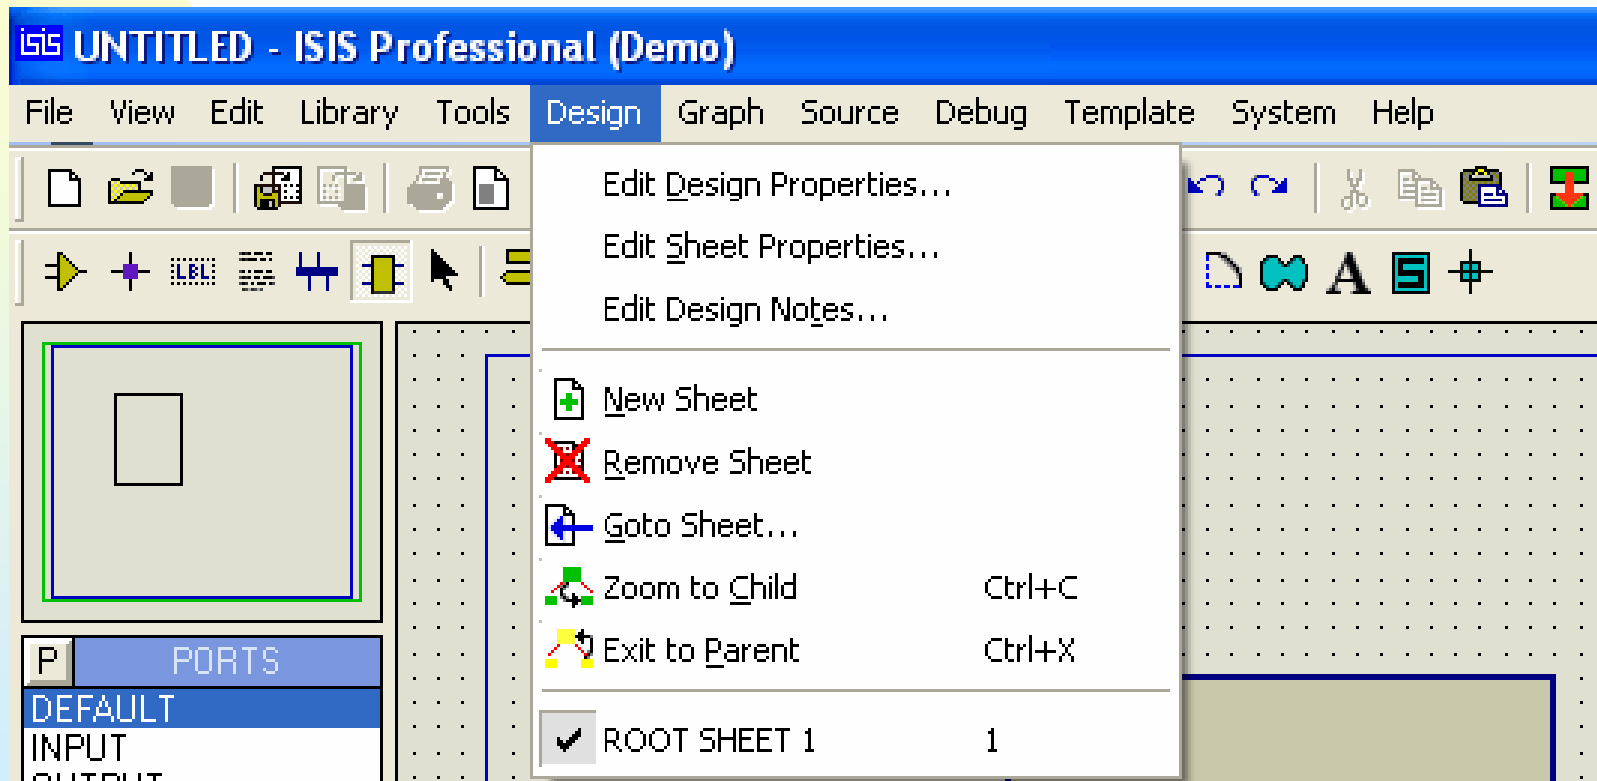 isis UNTITLED - ISIS Professional (Demo)
File View Edit Library Tools Design Graph Source Debug Template System Help
LBL A S
Edit Design Properties...
Edit Sheet Properties...
Edit Design Notes...
New Sheet
Remove Sheet
Goto Sheet...
Zoom to Child Ctrl+C
Exit to Parent Ctrl+X
ROOT SHEET 1 1
P PORTS
DEFAULT
INPUT
OUTPUT